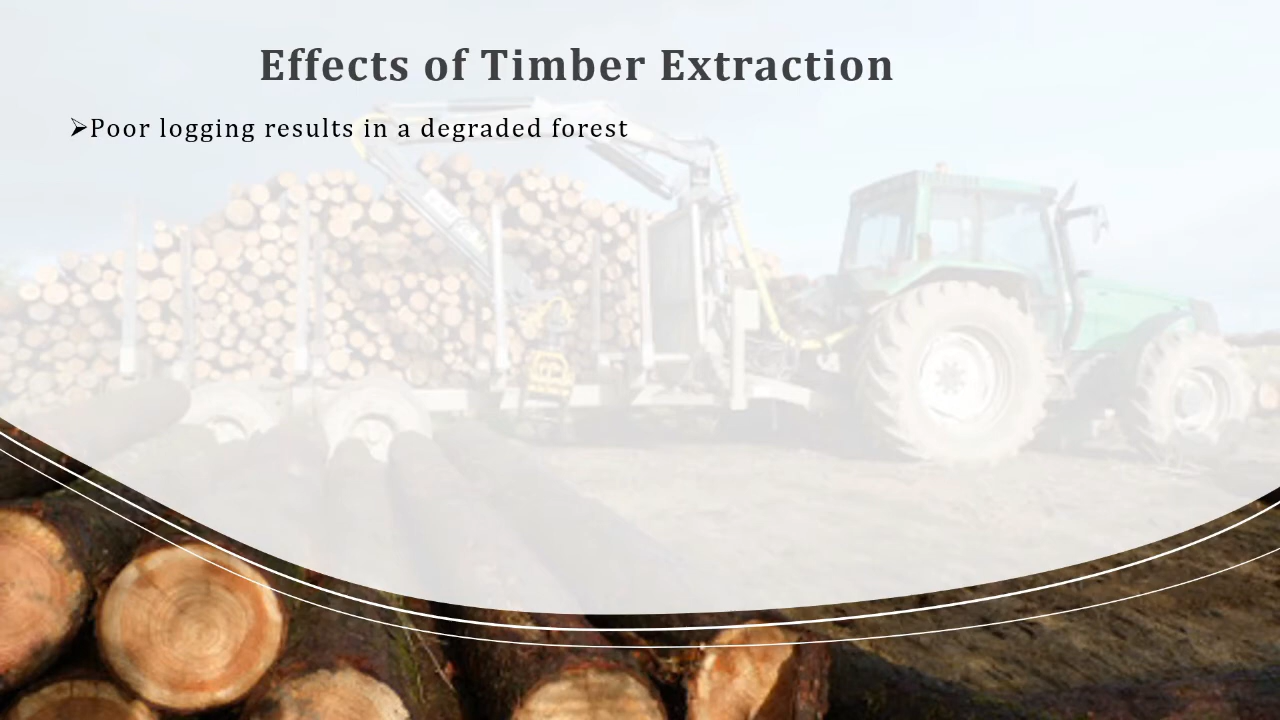 Effects of Timber Extraction
➢Poor logging results in a degraded forest